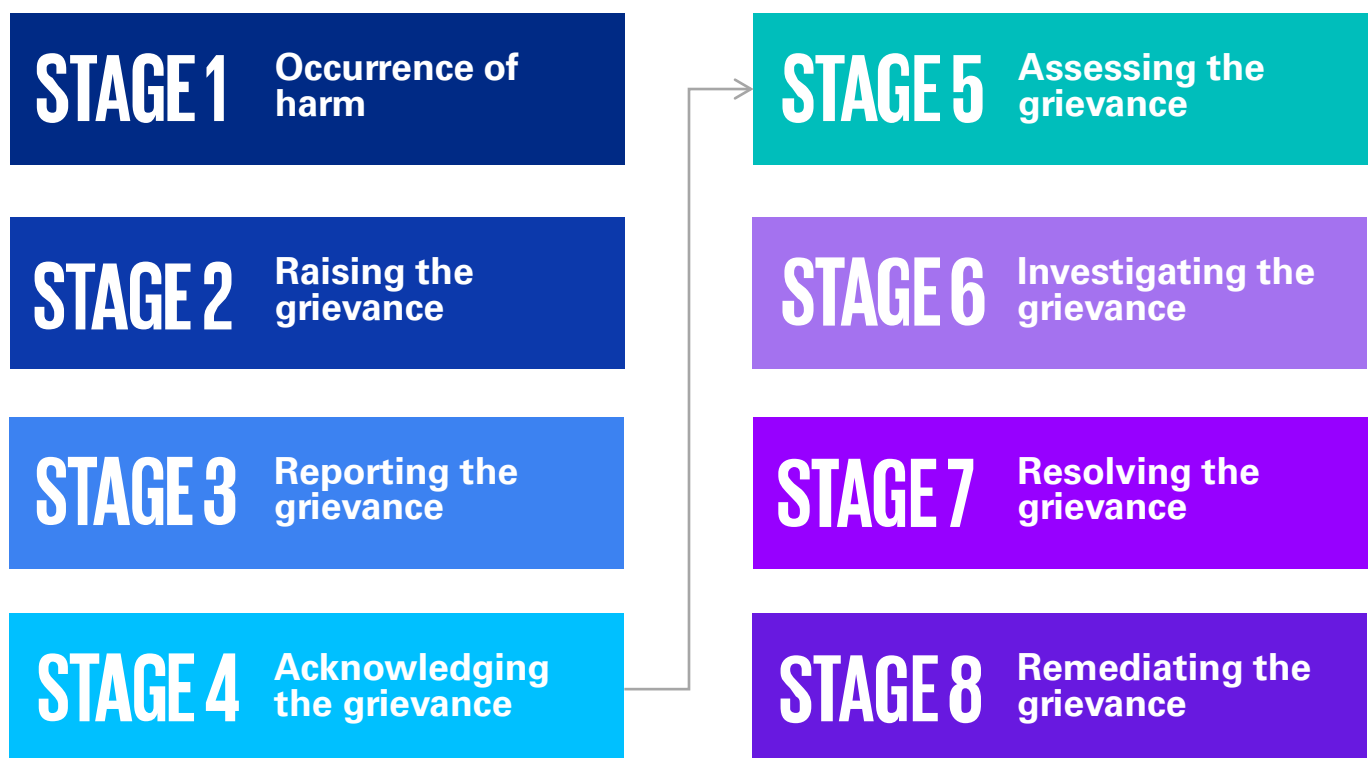 STAGE 1
Occurrence of
harm
STAGE 2
Raising the
grievance
STAGE 3
Reporting the
grievance
STAGE 4
Acknowledging
the grievance
STAGE 5
Assessing the
grievance
STAGE 6
Investigating the
grievance
STAGE 7
Resolving the
grievance
STAGE 8
Remediating the
grievance